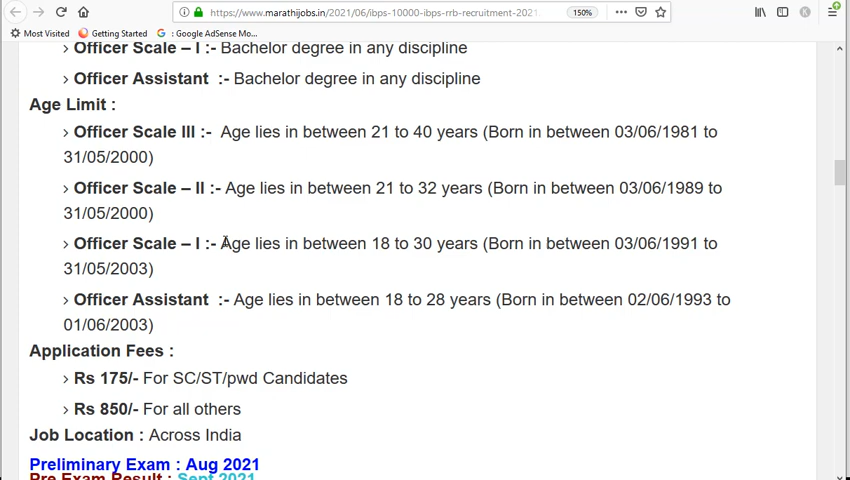 https://www.marathijobs.in/2021/06/ibps-10000-ibps-rrb-recruitment-2021.
150%
Most Visited Getting Started : Google AdSense Mo...
Officer Scale – I :- Bachelor degree in any discipline
Officer Assistant :- Bachelor degree in any discipline
Age Limit :
Officer Scale III :- Age lies in between 21 to 40 years (Born in between 03/06/1981 to
31/05/2000)
Officer Scale – II :- Age lies in between 21 to 32 years (Born in between 03/06/1989 to
31/05/2000)
Officer Scale – I :- Age lies in between 18 to 30 years (Born in between 03/06/1991 to
31/05/2003)
Officer Assistant :- Age lies in between 18 to 28 years (Born in between 02/06/1993 to
01/06/2003)
Application Fees :
Rs 175/- For SC/ST/pwd Candidates
Rs 850/- For all others
Job Location : Across India
Preliminary Exam : Aug 2021
Pre Exam Result : Sept 2021